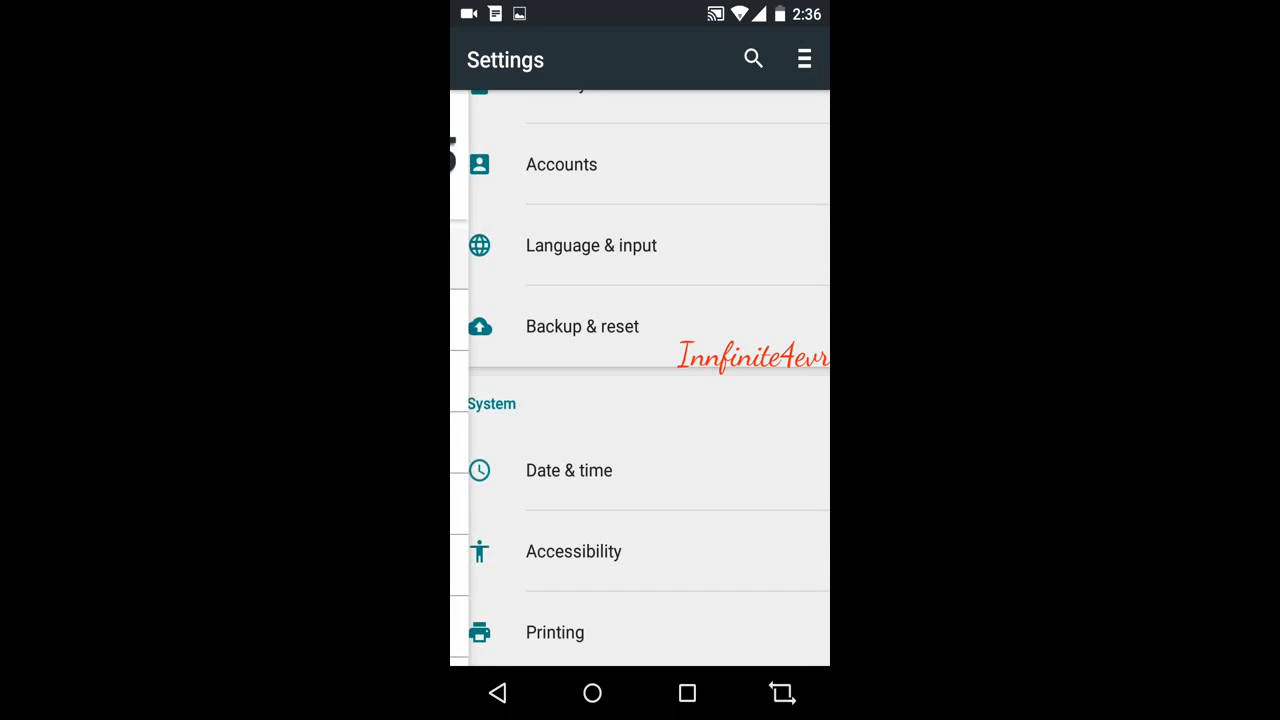 2:36
Settings
Accounts
Language & input
Backup & reset
Innfinite4evr
System
Date & time
Accessibility
Printing